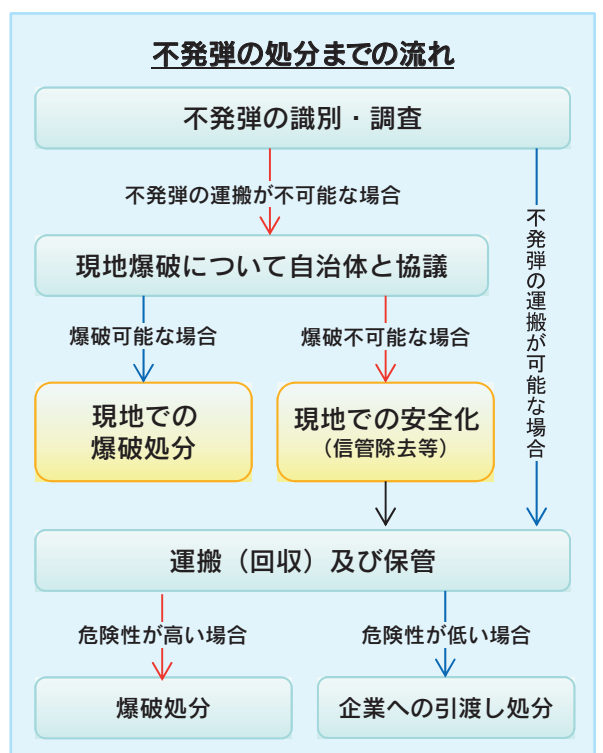 不発弾の処分までの流れ
不発弾の識別・調査
不発弾の運搬が不可能な場合
不発弾の運搬が可能な場合
現地爆破について自治体と協議
爆破可能な場合
爆破不可能な場合
現地での
爆破処分
現地での安全化
(信管除去等)
運搬（回収）及び保管
危険性が高い場合
危険性が低い場合
爆破処分
企業への引渡し処分